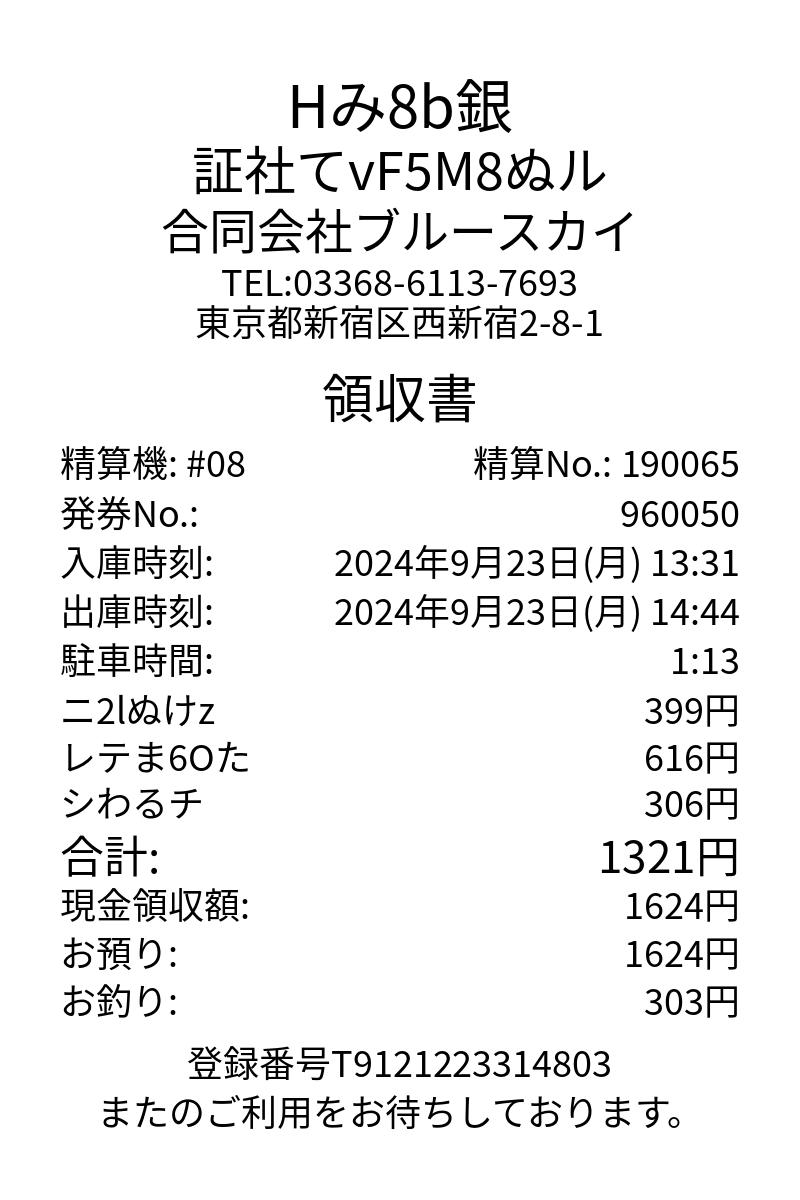 Hみ8b銀
証社てvF5M8ぬル
合同会社ブルースカイ
TEL:03368-6113-7693
東京都新宿区西新宿2-8-1
領収書
精算機: #08 精算No.: 190065
発券No.: 960050
入庫時刻: 2024年9月23日(月) 13:31
出庫時刻: 2024年9月23日(月) 14:44
駐車時間: 1:13
ニ2lぬけz 399円
レテま6Oた 616円
シわるチ 306円
合計: 1321円
現金領収額: 1624円
お預り: 1624円
お釣り: 303円
登録番号T9121223314803
またのご利用をお待ちしております。